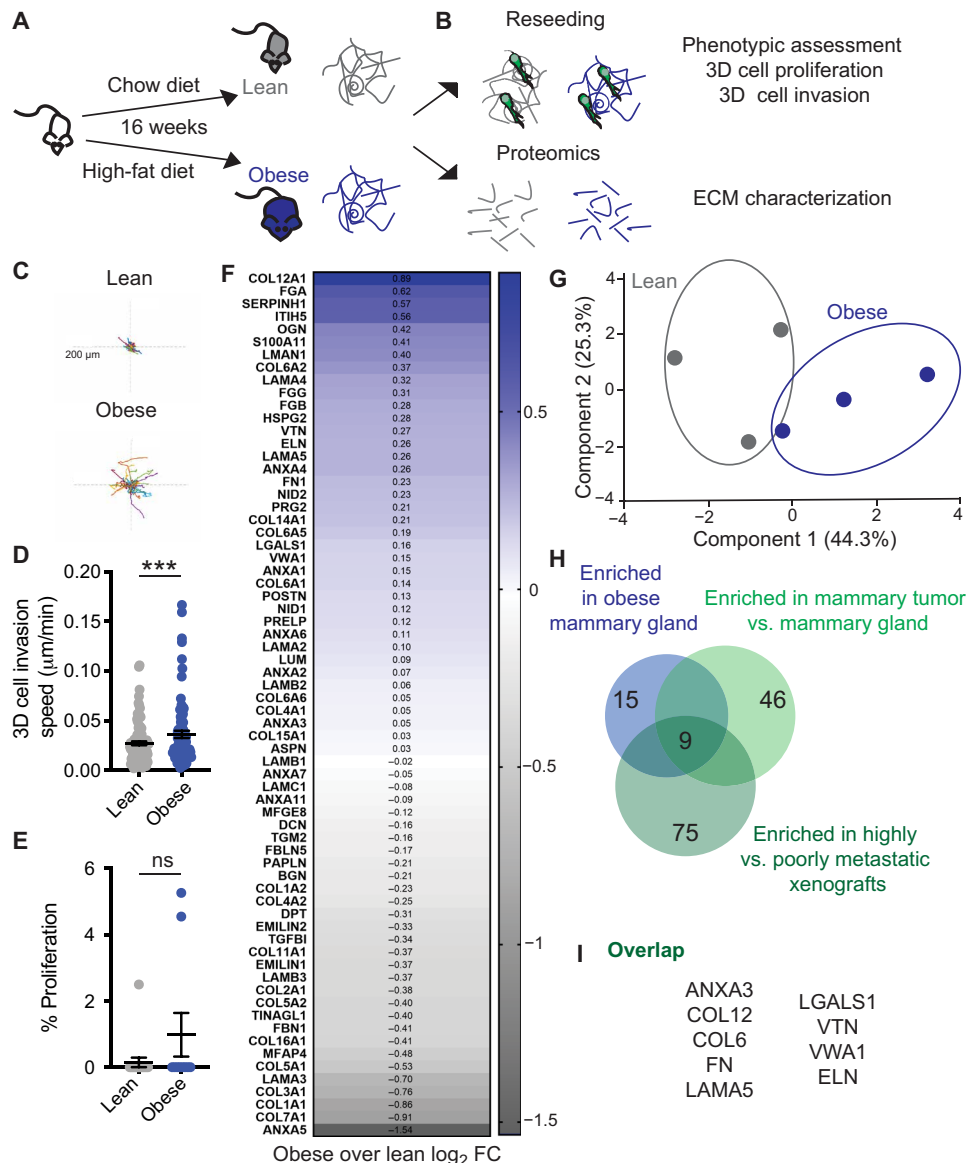 A
Chow diet
16 weeks
High-fat diet
Lean
Obese
B
Reseeding
Phenotypic assessment
3D cell proliferation
3D cell invasion
Proteomics
ECM characterization
C
Lean
200 µm
Obese
D
3D cell invasion
speed (µm/min)
0.20
0.15
0.10
0.05
0.00
***
Lean
Obese
E
% Proliferation
6
4
2
0
ns
Lean
Obese
F
COL12A1 0.89
FGA 0.62
SERPINH1 0.57
ITIH5 0.56
OGN 0.42
S100A11 0.41
LMAN1 0.40
COL6A2 0.37
LAMA4 0.32
FGG 0.31
FGB 0.28
HSPG2 0.28
VTN 0.27
ELN 0.26
LAMA5 0.26
ANXA4 0.26
FN1 0.23
NID2 0.23
PRG2 0.21
COL14A1 0.21
COL6A5 0.19
LGALS1 0.16
VWA1 0.15
ANXA1 0.15
COL6A1 0.14
POSTN 0.13
NID1 0.12
PRELP 0.12
ANXA6 0.11
LAMA2 0.10
LUM 0.09
ANXA2 0.07
LAMB2 0.06
COL6A6 0.05
COL4A1 0.05
ANXA3 0.05
COL15A1 0.03
ASPN 0.03
LAMB1 −0.02
ANXA7 −0.05
LAMC1 −0.08
ANXA11 −0.09
MFGE8 −0.12
DCN −0.16
TGM2 −0.16
FBLN5 −0.17
PAPLN −0.21
BGN −0.21
COL1A2 −0.23
COL4A2 −0.25
DPT −0.31
EMILIN2 −0.33
TGFBI −0.34
COL11A1 −0.37
EMILIN1 −0.37
LAMB3 −0.37
COL2A1 −0.38
COL5A2 −0.40
TINAGL1 −0.40
FBN1 −0.41
COL16A1 −0.41
MFAP4 −0.48
COL5A1 −0.53
LAMA3 −0.70
COL3A1 −0.76
COL1A1 −0.86
COL7A1 −0.91
ANXA5 −1.54
Obese over lean log2 FC
0.5
0
−0.5
−1
−1.5
G
Lean
Obese
Component 2 (25.3%)
4
2
0
−2
−4
−4
−2
0
2
4
Component 1 (44.3%)
H
Enriched
in obese
mammary gland
Enriched in mammary tumor
vs. mammary gland
15
46
9
75
Enriched in highly
vs. poorly metastatic
xenografts
I
Overlap
ANXA3
COL12
COL6
FN
LAMA5
LGALS1
VTN
VWA1
ELN